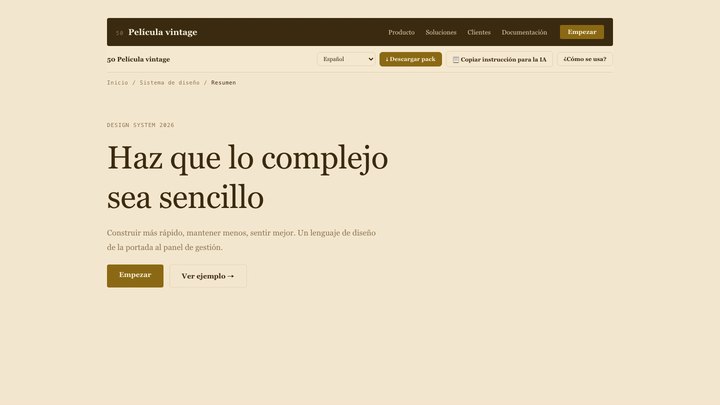 50 Película vintage
Producto Soluciones Clientes Documentación Empezar
50 Película vintage
Español ↓ Descargar pack 📋 Copiar instrucción para la IA ¿Cómo se usa?
Inicio / Sistema de diseño / Resumen
DESIGN SYSTEM 2026
Haz que lo complejo
sea sencillo
Construir más rápido, mantener menos, sentir mejor. Un lenguaje de diseño
de la portada al panel de gestión.
Empezar Ver ejemplo →